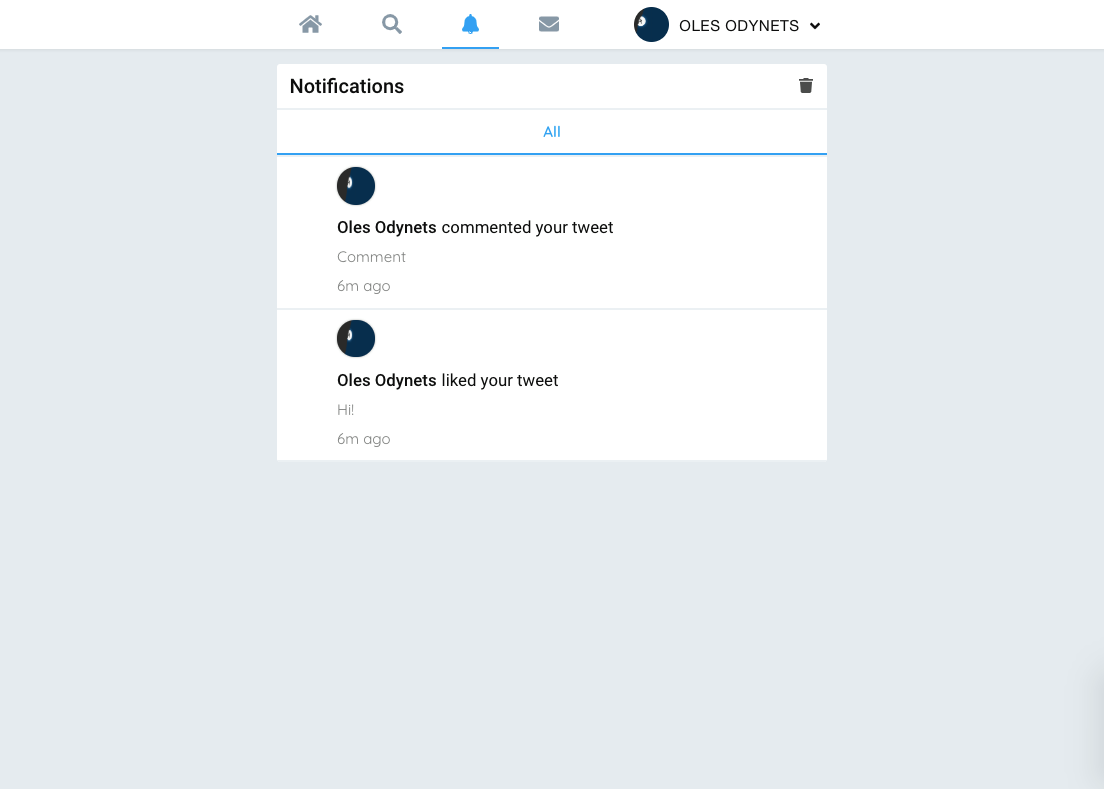 OLES ODYNETS
Notifications
All
Oles Odynets commented your tweet
Comment
6m ago
Oles Odynets liked your tweet
Hi!
6m ago